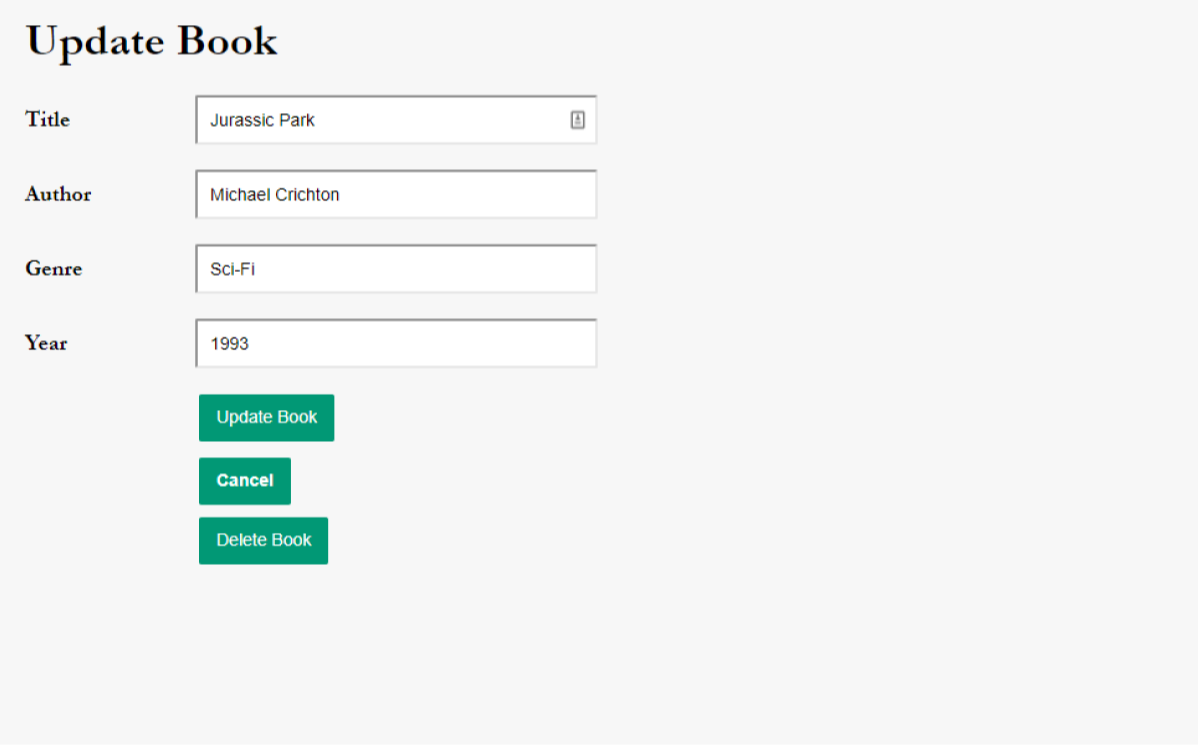 Update Book
Title
Jurassic Park
Author
Michael Crichton
Genre
Sci-Fi
Year
1993
Update Book
Cancel
Delete Book